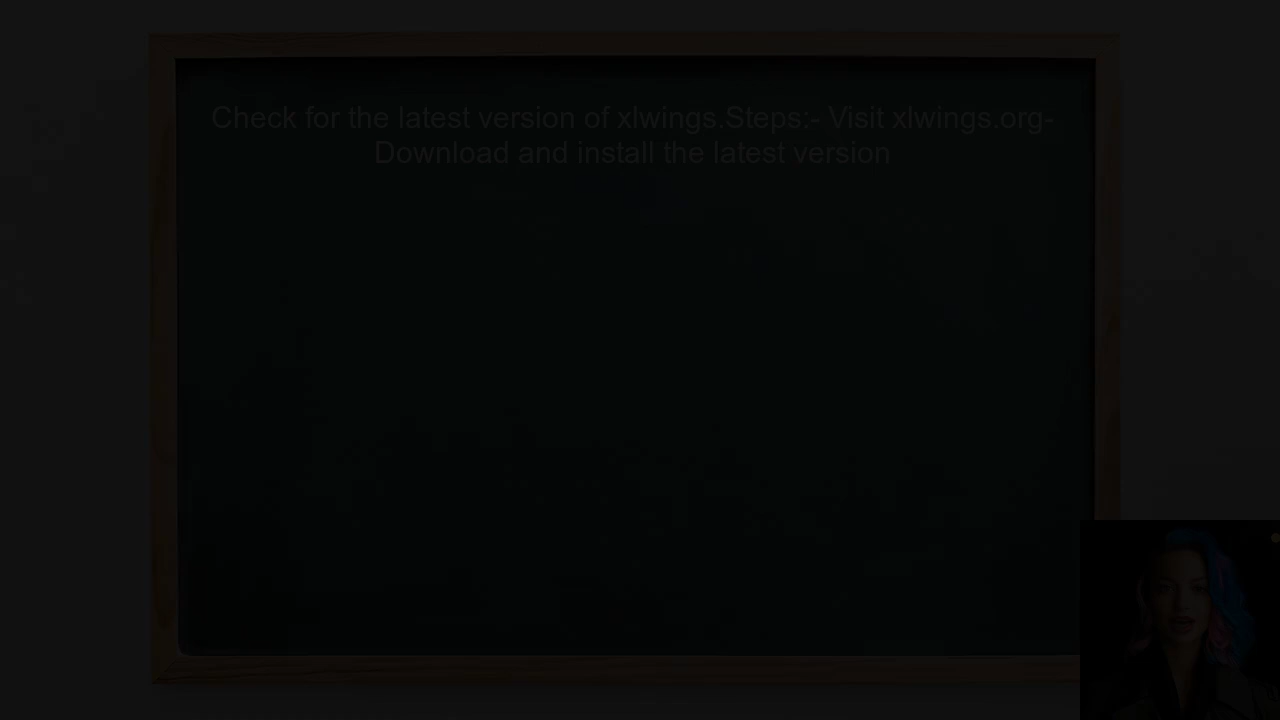 Check for the latest version of xlwings.Steps:- Visit xlwings.org-
Download and install the latest version